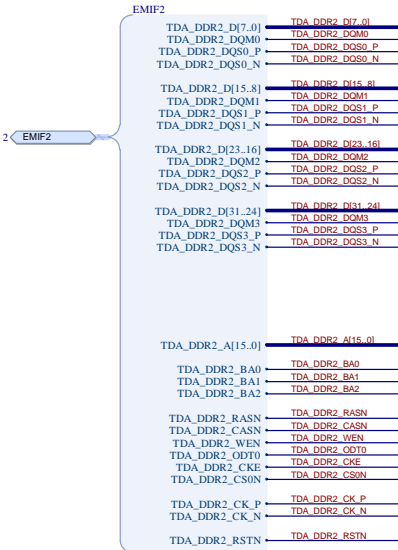 EMIF2
TDA_DDR2_D[7..0] TDA_DDR2_D[7..0]
TDA_DDR2_DQM0 TDA_DDR2_DQM0
TDA_DDR2_DQS0_P TDA_DDR2_DQS0_P
TDA_DDR2_DQS0_N TDA_DDR2_DQS0_N
TDA_DDR2_D[15..8] TDA_DDR2_D[15..8]
TDA_DDR2_DQM1 TDA_DDR2_DQM1
TDA_DDR2_DQS1_P TDA_DDR2_DQS1_P
TDA_DDR2_DQS1_N TDA_DDR2_DQS1_N
2 EMIF2
TDA_DDR2_D[23..16] TDA_DDR2_D[23..16]
TDA_DDR2_DQM2 TDA_DDR2_DQM2
TDA_DDR2_DQS2_P TDA_DDR2_DQS2_P
TDA_DDR2_DQS2_N TDA_DDR2_DQS2_N
TDA_DDR2_D[31..24] TDA_DDR2_D[31..24]
TDA_DDR2_DQM3 TDA_DDR2_DQM3
TDA_DDR2_DQS3_P TDA_DDR2_DQS3_P
TDA_DDR2_DQS3_N TDA_DDR2_DQS3_N
TDA_DDR2_A[15..0] TDA_DDR2_A[15..0]
TDA_DDR2_BA0 TDA_DDR2_BA0
TDA_DDR2_BA1 TDA_DDR2_BA1
TDA_DDR2_BA2 TDA_DDR2_BA2
TDA_DDR2_RASN TDA_DDR2_RASN
TDA_DDR2_CASN TDA_DDR2_CASN
TDA_DDR2_WEN TDA_DDR2_WEN
TDA_DDR2_ODT0 TDA_DDR2_ODT0
TDA_DDR2_CKE TDA_DDR2_CKE
TDA_DDR2_CS0N TDA_DDR2_CS0N
TDA_DDR2_CK_P TDA_DDR2_CK_P
TDA_DDR2_CK_N TDA_DDR2_CK_N
TDA_DDR2_RSTN TDA_DDR2_RSTN